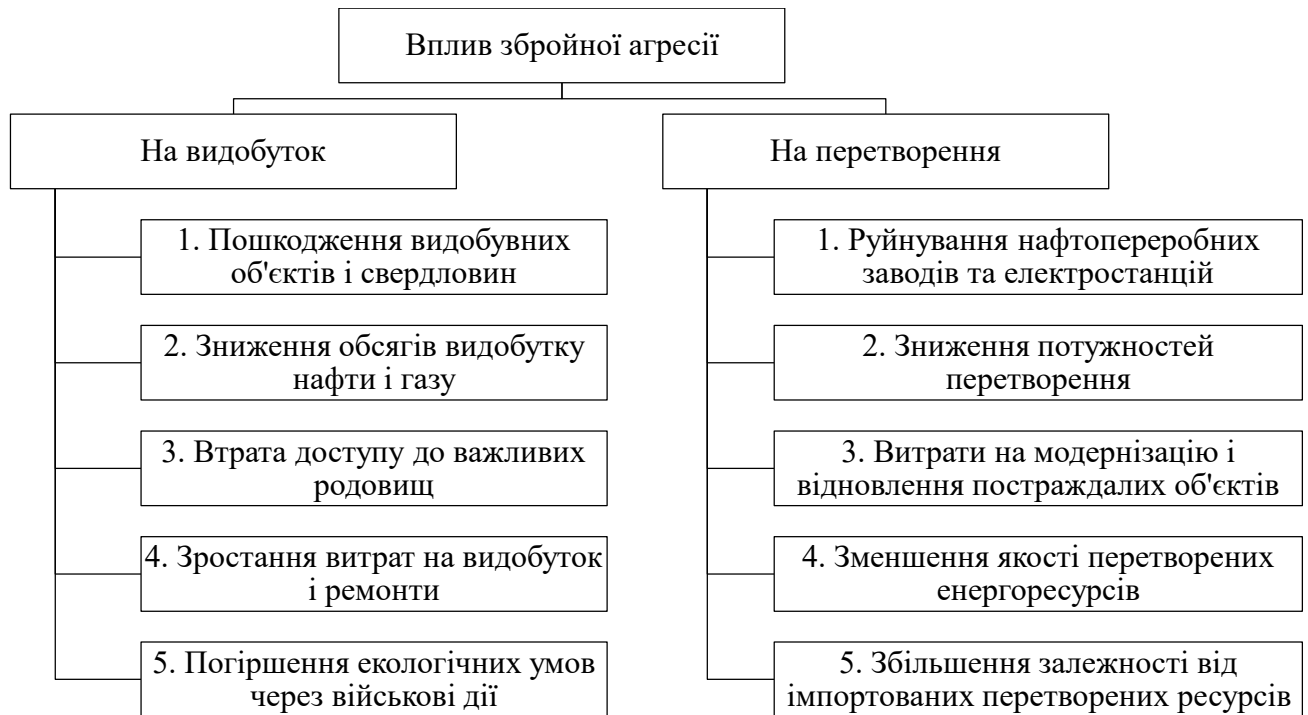 Вплив збройної агресії
На видобуток
1. Пошкодження видобувних
об'єктів і свердловин
2. Зниження обсягів видобутку
нафти і газу
3. Втрата доступу до важливих
родовищ
4. Зростання витрат на видобуток
і ремонти
5. Погіршення екологічних умов
через військові дії
На перетворення
1. Руйнування нафтопереробних
заводів та електростанцій
2. Зниження потужностей
перетворення
3. Витрати на модернізацію і
відновлення постраждалих об'єктів
4. Зменшення якості перетворених
енергоресурсів
5. Збільшення залежності від
імпортованих перетворених ресурсів